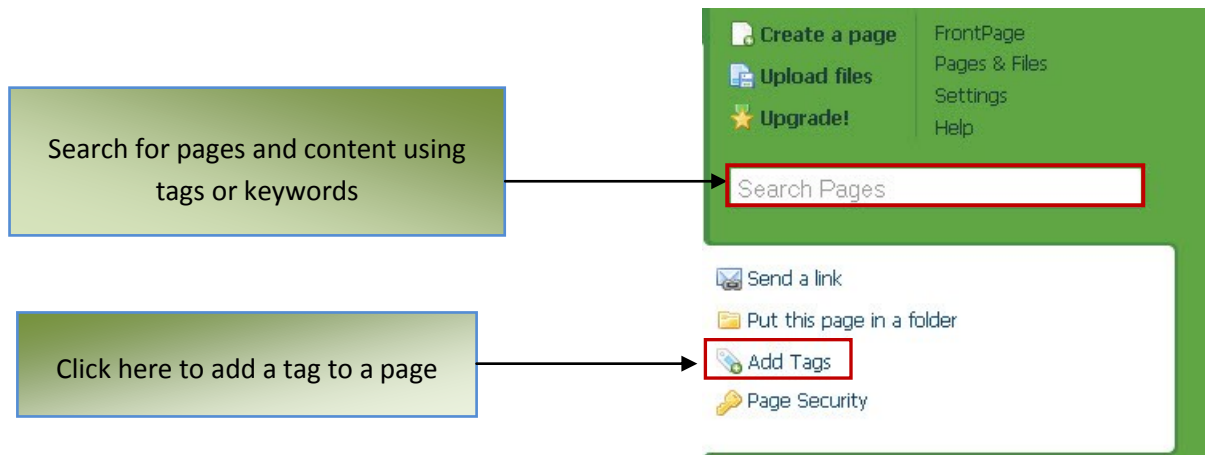 Create a page
Upload files
Upgrade!
FrontPage
Pages & Files
Settings
Help
Search for pages and content using
tags or keywords
Search Pages
Send a link
Put this page in a folder
Click here to add a tag to a page
Add Tags
Page Security